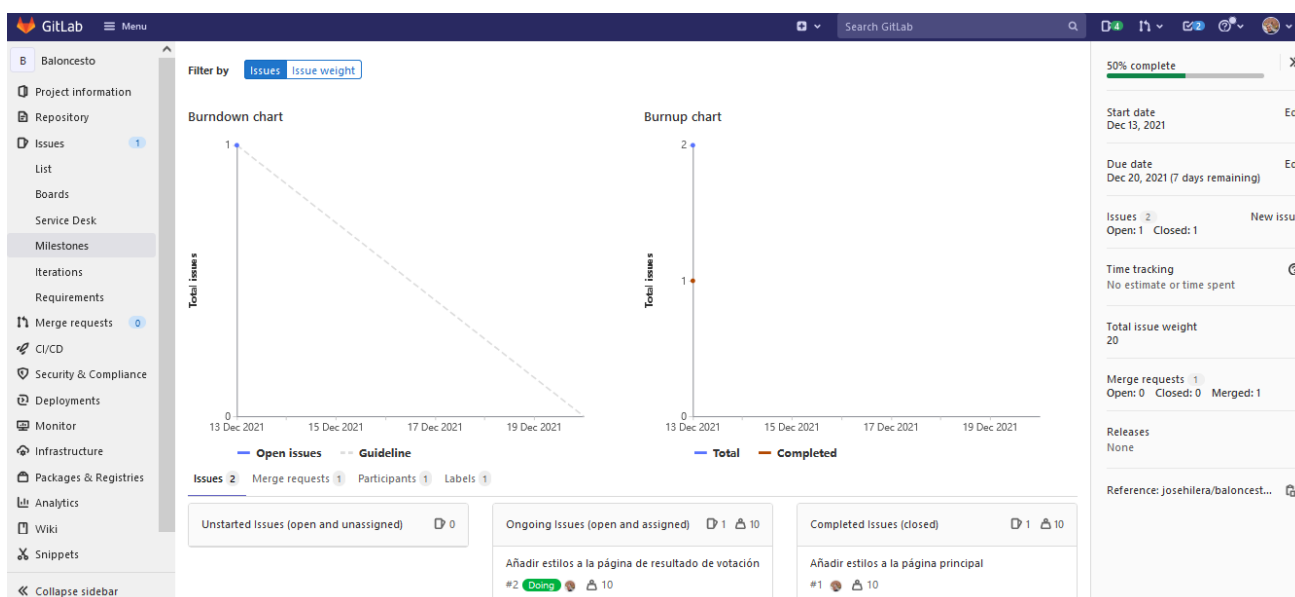 GitLab Menu Search GitLab 4 2
B Baloncesto
Project information
Repository
Issues 1
List
Boards
Service Desk
Milestones
Iterations
Requirements
Merge requests 0
CI/CD
Security & Compliance
Deployments
Monitor
Infrastructure
Packages & Registries
Analytics
Wiki
Snippets
Collapse sidebar
Filter by Issues Issue weight
Burndown chart
Total issues
1
0
13 Dec 2021 15 Dec 2021 17 Dec 2021 19 Dec 2021
Open issues Guideline
Burnup chart
Total issues
2
1
0
13 Dec 2021 15 Dec 2021 17 Dec 2021 19 Dec 2021
Total Completed
Issues 2 Merge requests 1 Participants 1 Labels 1
Unstarted Issues (open and unassigned) 0
Ongoing Issues (open and assigned) 1 10
Añadir estilos a la página de resultado de votación
#2 Doing 10
Completed Issues (closed) 1 10
Añadir estilos a la página principal
#1 10
50% complete
Start date Ec
Dec 13, 2021
Due date Ec
Dec 20, 2021 (7 days remaining)
Issues 2 New issu
Open: 1 Closed: 1
Time tracking
No estimate or time spent
Total issue weight
20
Merge requests 1
Open: 0 Closed: 0 Merged: 1
Releases
None
Reference: josehilera/baloncest...